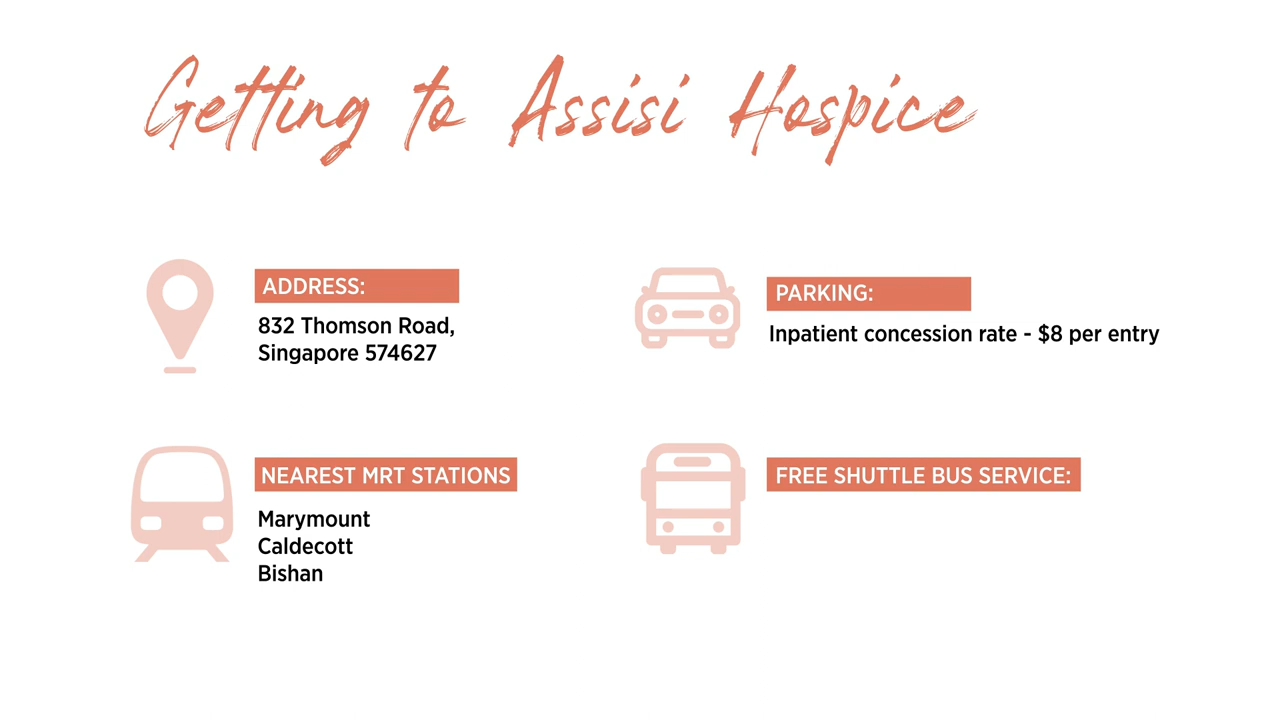 Getting to Assisi Hospice
ADDRESS:
832 Thomson Road,
Singapore 574627
PARKING:
Inpatient concession rate - $8 per entry
NEAREST MRT STATIONS
Marymount
Caldecott
Bishan
FREE SHUTTLE BUS SERVICE: